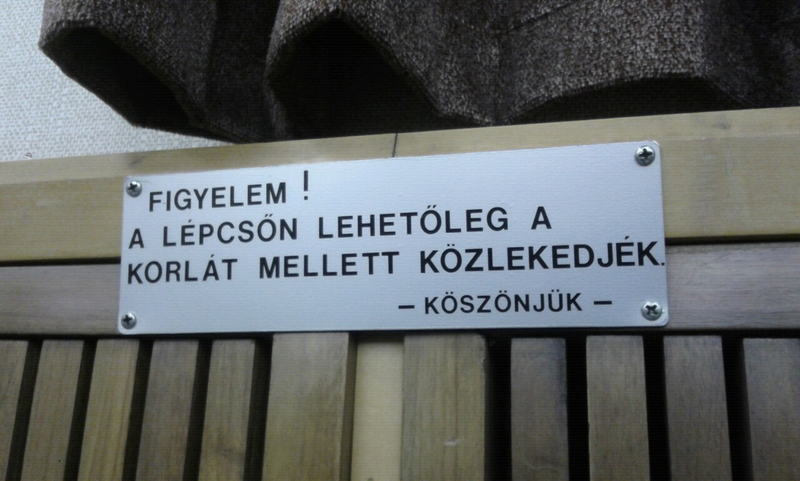 FIGYELEM !
A LÉPCSŐN LEHETŐLEG A
KORLÁT MELLETT KÖZLEKEDJÉK.
– KÖSZÖNJÜK –